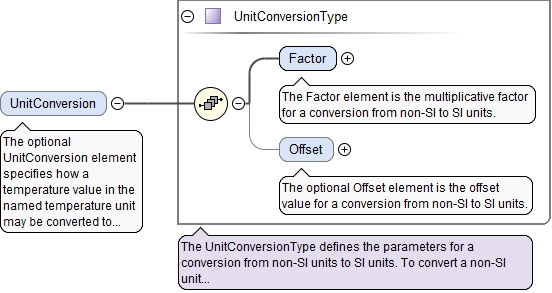 UnitConversionType
Factor
The Factor element is the multiplicative factor
for a conversion from non-SI to SI units.
UnitConversion
The optional
UnitConversion element
specifies how a
temperature value in the
named temperature unit
may be converted to...
Offset
The optional Offset element is the offset
value for a conversion from non-SI to SI units.
The UnitConversionType defines the parameters for a
conversion from non-SI units to SI units. To convert a non-SI
unit...